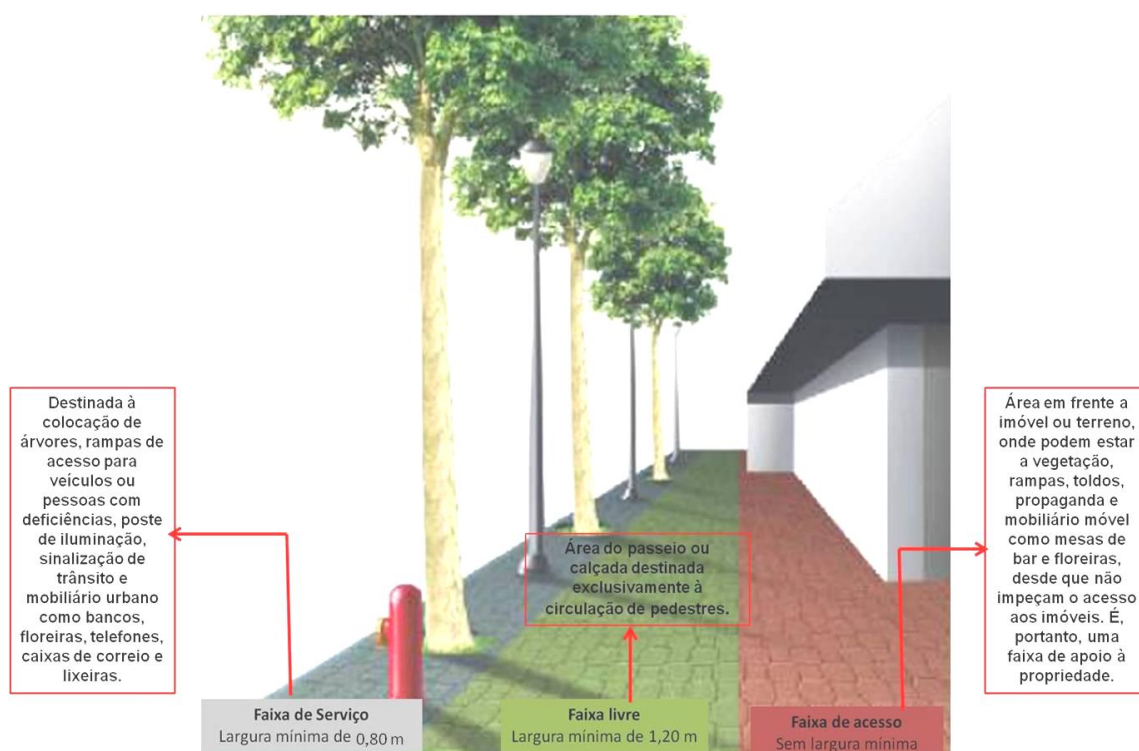 Destinada à
colocação de
árvores, rampas de
acesso para
veículos ou
pessoas com
deficiências, poste
de iluminação,
sinalização de
trânsito e
mobiliário urbano
como bancos,
floreiras, telefones,
caixas de correio e
lixeiras.
Área do passeio ou
calçada destinada
exclusivamente à
circulação de pedestres.
Área em frente a
imóvel ou terreno,
onde podem estar
a vegetação,
rampas, toldos,
propaganda e
mobiliário móvel
como mesas de
bar e floreiras,
desde que não
impeçam o acesso
aos imóveis. É,
portanto, uma
faixa de apoio à
propriedade.
Faixa de Serviço
Largura mínima de 0,80 m
Faixa livre
Largura mínima de 1,20 m
Faixa de acesso
Sem largura mínima